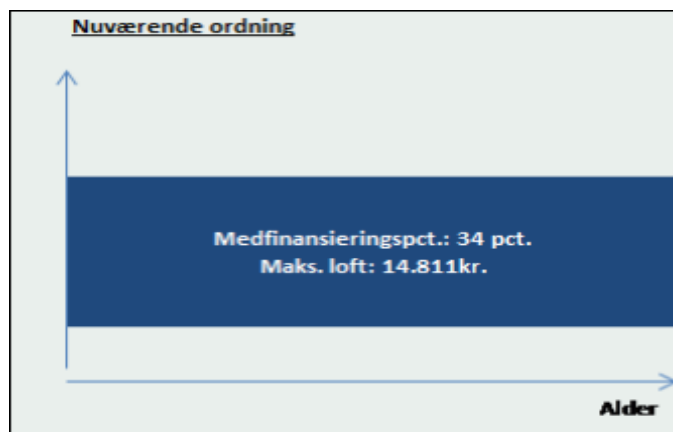 Nuværende ordning
Medfinansieringspct.: 34 pct.
Maks. loft: 14.811kr.
Alder